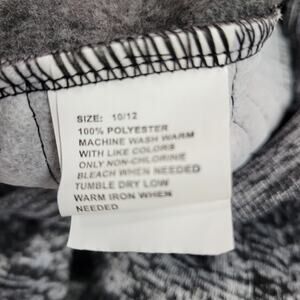 SIZE: 10/12
100% POLYESTER
MACHINE WASH WARM
WITH LIKE COLORS
ONLY NON-CHLORINE
BLEACH WHEN NEEDED
TUMBLE DRY LOW
WARM IRON WHEN
NEEDED